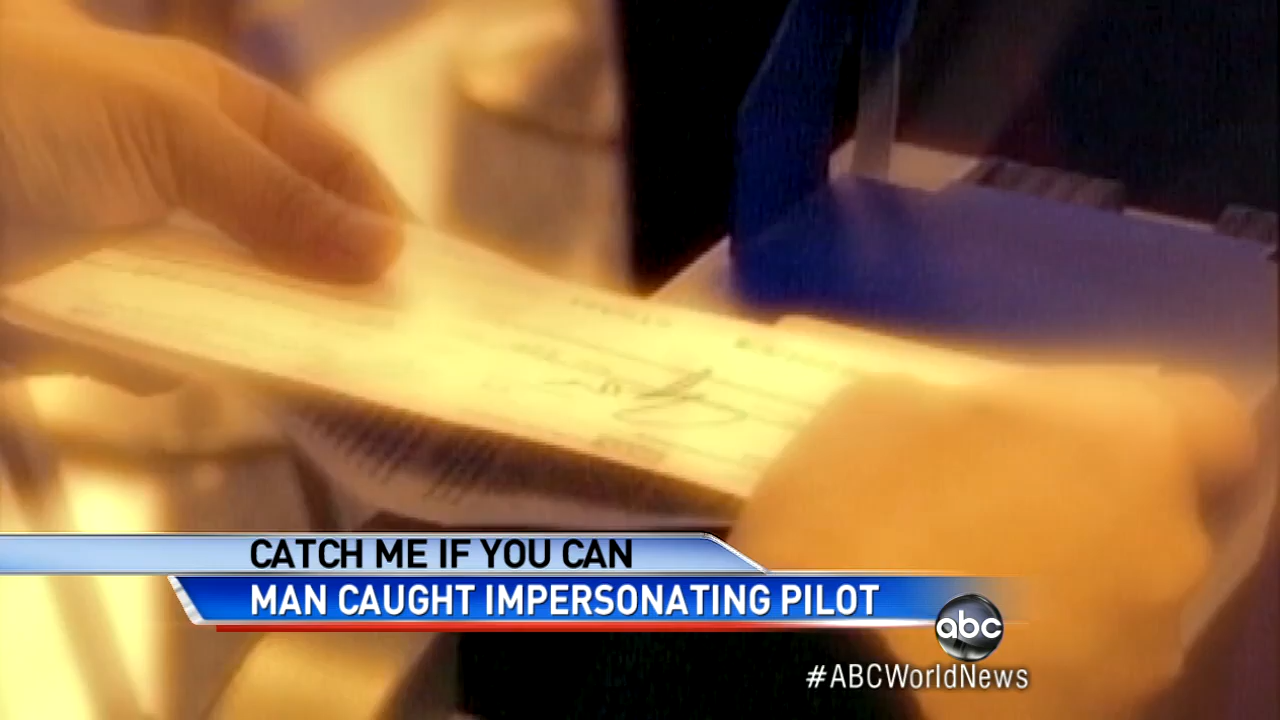 CATCH ME IF YOU CAN
MAN CAUGHT IMPERSONATING PILOT
abc
#ABCWorldNews